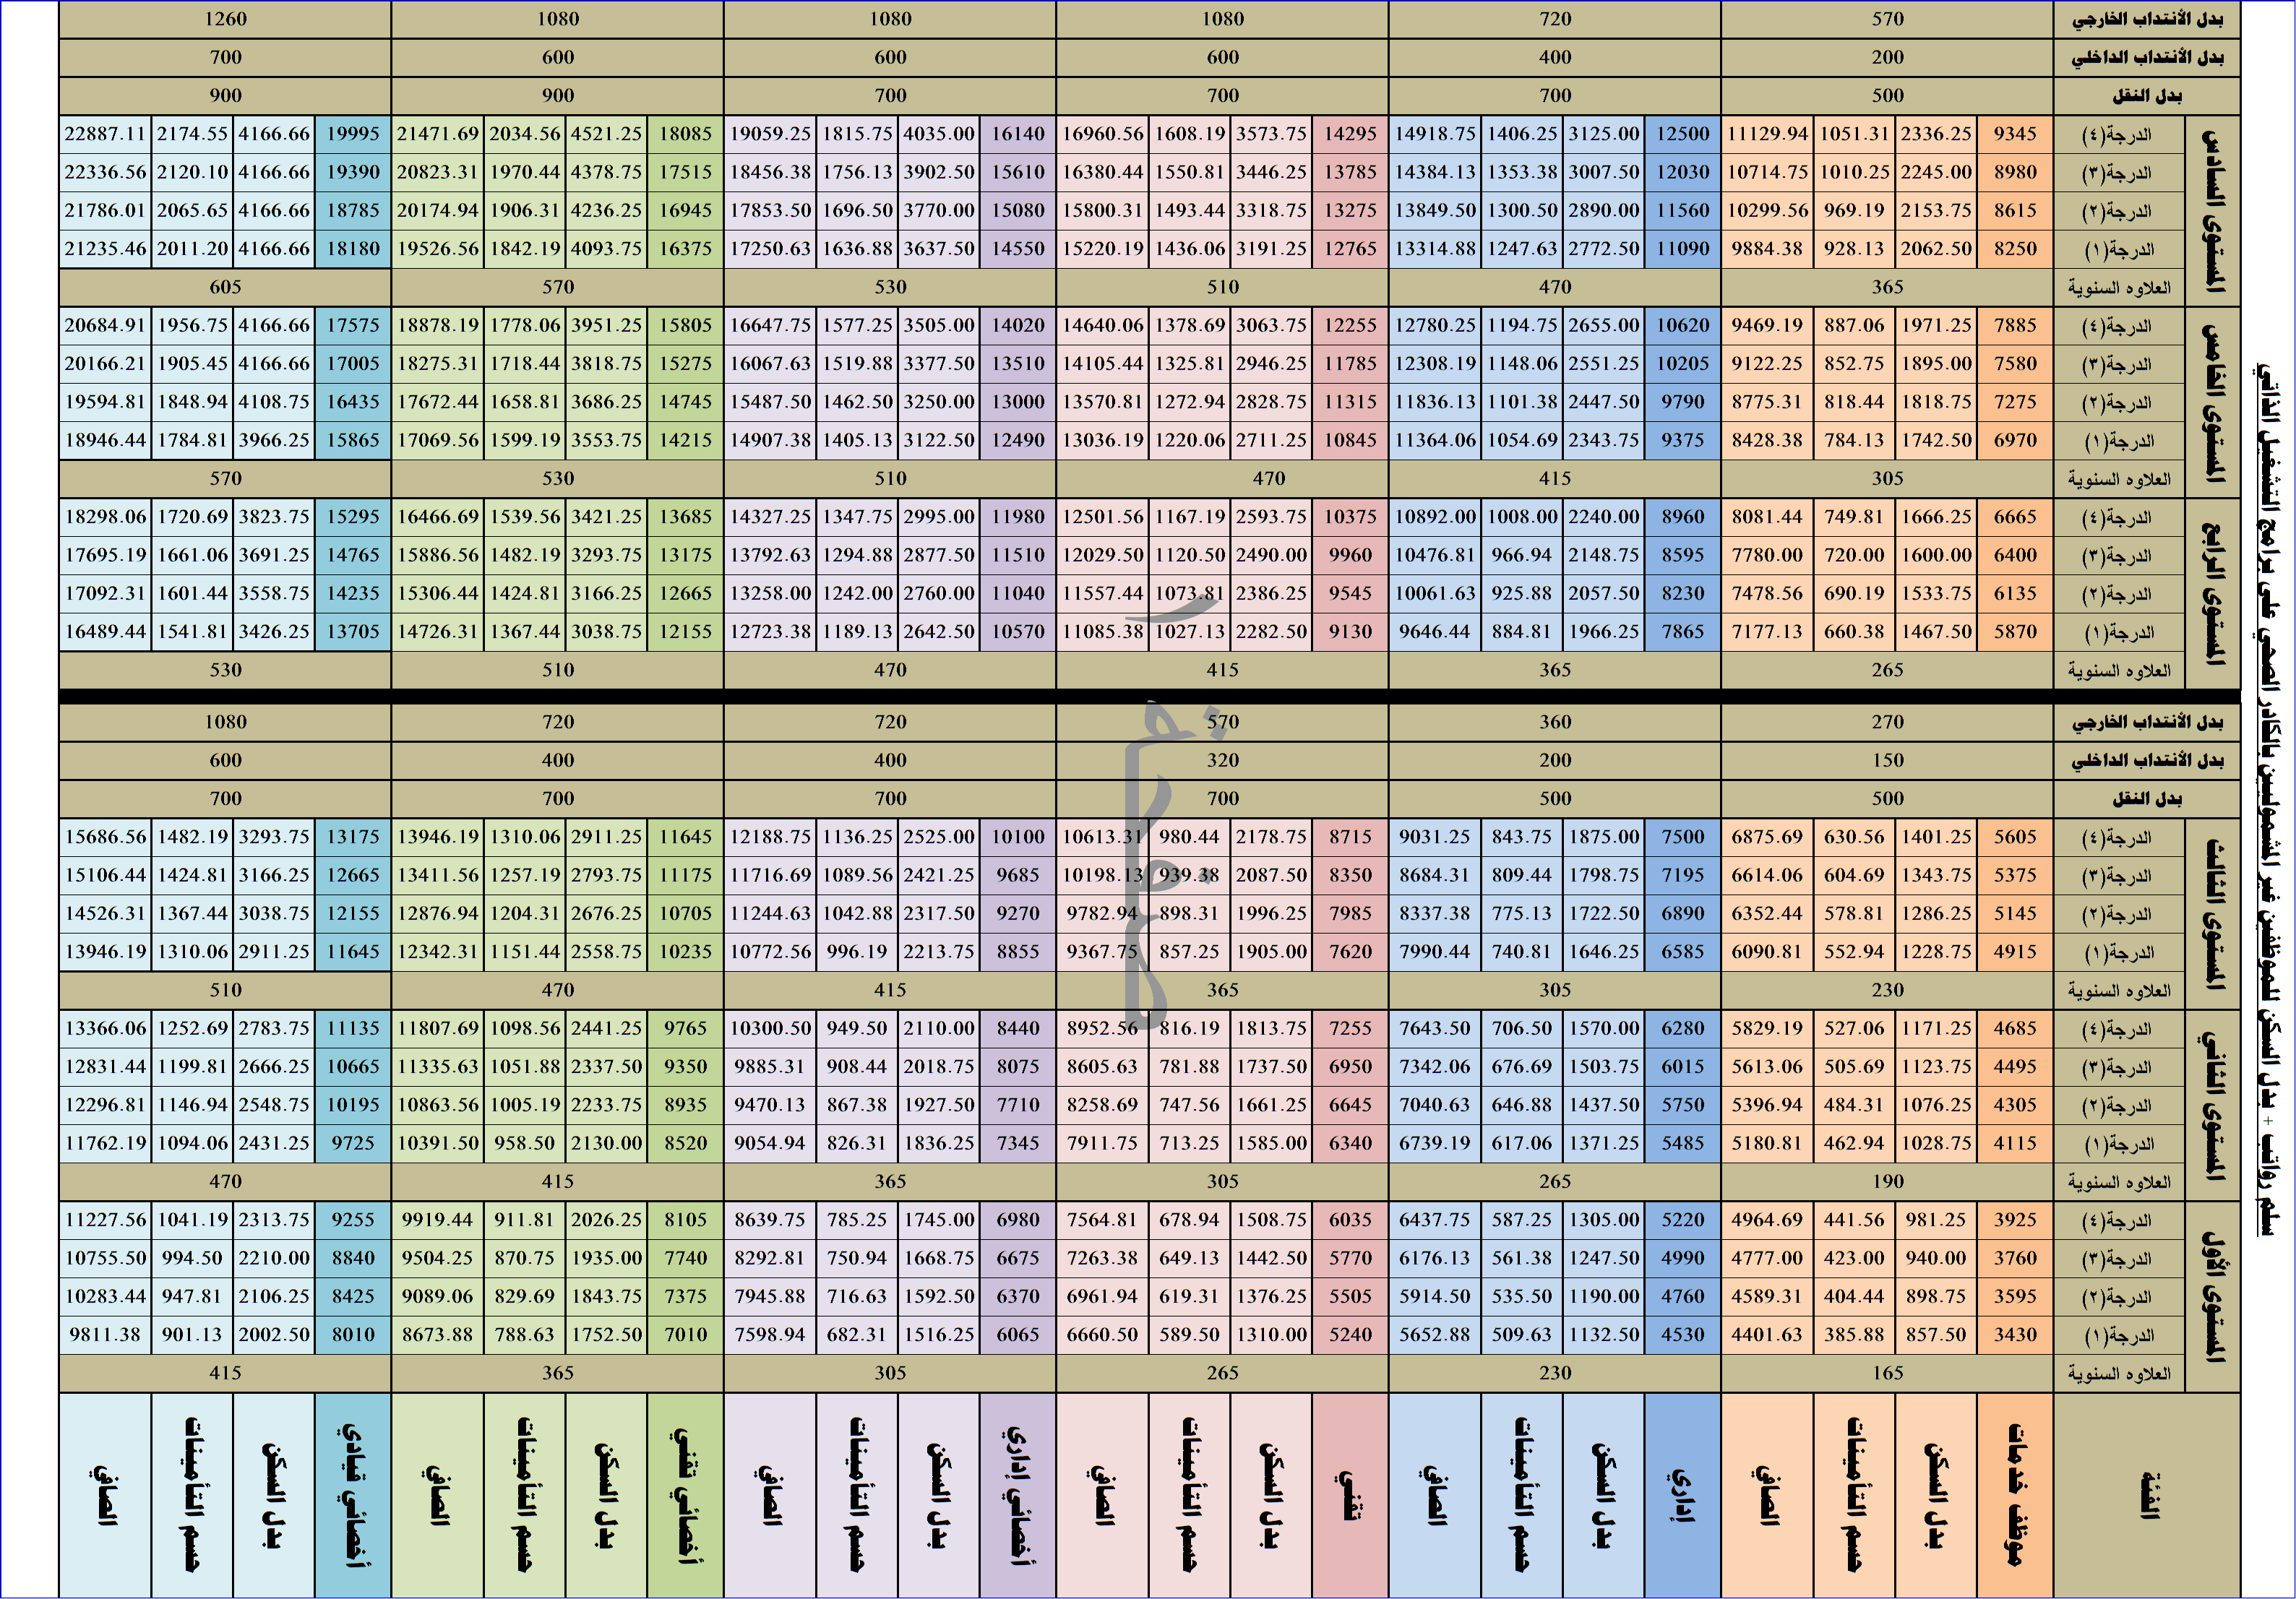 سلم رواتب + بدل السكن للموظفين غير المشمولين بالكادر الصحي على برامج التشغيل الذاتي
بدل الأنتداب الخارجي 570 720 1080 1080 1080 1260
بدل الأنتداب الداخلي 200 400 600 600 600 700
بدل النقل 500 700 700 700 900 900
المستوى السادس
الدرجة(٤) 9345 2336.25 1051.31 11129.94 12500 3125.00 1406.25 14918.75 14295 3573.75 1608.19 16960.56 16140 4035.00 1815.75 19059.25 18085 4521.25 2034.56 21471.69 19995 4166.66 2174.55 22887.11
الدرجة(٣) 8980 2245.00 1010.25 10714.75 12030 3007.50 1353.38 14384.13 13785 3446.25 1550.81 16380.44 15610 3902.50 1756.13 18456.38 17515 4378.75 1970.44 20823.31 19390 4166.66 2120.10 22336.56
الدرجة(٢) 8615 2153.75 969.19 10299.56 11560 2890.00 1300.50 13849.50 13275 3318.75 1493.44 15800.31 15080 3770.00 1696.50 17853.50 16945 4236.25 1906.31 20174.94 18785 4166.66 2065.65 21786.01
الدرجة(١) 8250 2062.50 928.13 9884.38 11090 2772.50 1247.63 13314.88 12765 3191.25 1436.06 15220.19 14550 3637.50 1636.88 17250.63 16375 4093.75 1842.19 19526.56 18180 4166.66 2011.20 21235.46
العلاوه السنوية 365 470 510 530 570 605
المستوى الخامس
الدرجة(٤) 7885 1971.25 887.06 9469.19 10620 2655.00 1194.75 12780.25 12255 3063.75 1378.69 14640.06 14020 3505.00 1577.25 16647.75 15805 3951.25 1778.06 18878.19 17575 4166.66 1956.75 20684.91
الدرجة(٣) 7580 1895.00 852.75 9122.25 10205 2551.25 1148.06 12308.19 11785 2946.25 1325.81 14105.44 13510 3377.50 1519.88 16067.63 15275 3818.75 1718.44 18275.31 17005 4166.66 1905.45 20166.21
الدرجة(٢) 7275 1818.75 818.44 8775.31 9790 2447.50 1101.38 11836.13 11315 2828.75 1272.94 13570.81 13000 3250.00 1462.50 15487.50 14745 3686.25 1658.81 17672.44 16435 4108.75 1848.94 19594.81
الدرجة(١) 6970 1742.50 784.13 8428.38 9375 2343.75 1054.69 11364.06 10845 2711.25 1220.06 13036.19 12490 3122.50 1405.13 14907.38 14215 3553.75 1599.19 17069.56 15865 3966.25 1784.81 18946.44
العلاوه السنوية 305 415 470 510 530 570
المستوى الرابع
الدرجة(٤) 6665 1666.25 749.81 8081.44 8960 2240.00 1008.00 10892.00 10375 2593.75 1167.19 12501.56 11980 2995.00 1347.75 14327.25 13685 3421.25 1539.56 16466.69 15295 3823.75 1720.69 18298.06
الدرجة(٣) 6400 1600.00 720.00 7780.00 8595 2148.75 966.94 10476.81 9960 2490.00 1120.50 12029.50 11510 2877.50 1294.88 13792.63 13175 3293.75 1482.19 15886.56 14765 3691.25 1661.06 17695.19
الدرجة(٢) 6135 1533.75 690.19 7478.56 8230 2057.50 925.88 10061.63 9545 2386.25 1073.81 11557.44 11040 2760.00 1242.00 13258.00 12665 3166.25 1424.81 15306.44 14235 3558.75 1601.44 17092.31
الدرجة(١) 5870 1467.50 660.38 7177.13 7865 1966.25 884.81 9646.44 9130 2282.50 1027.13 11085.38 10570 2642.50 1189.13 12723.38 12155 3038.75 1367.44 14726.31 13705 3426.25 1541.81 16489.44
العلاوه السنوية 265 365 415 470 510 530
بدل الأنتداب الخارجي 270 360 570 720 720 1080
بدل الأنتداب الداخلي 150 200 320 400 400 600
بدل النقل 500 500 700 700 700 700
المستوى الثالث
الدرجة(٤) 5605 1401.25 630.56 6875.69 7500 1875.00 843.75 9031.25 8715 2178.75 980.44 10613.31 10100 2525.00 1136.25 12188.75 11645 2911.25 1310.06 13946.19 13175 3293.75 1482.19 15686.56
الدرجة(٣) 5375 1343.75 604.69 6614.06 7195 1798.75 809.44 8684.31 8350 2087.50 939.38 10198.13 9685 2421.25 1089.56 11716.69 11175 2793.75 1257.19 13411.56 12665 3166.25 1424.81 15106.44
الدرجة(٢) 5145 1286.25 578.81 6352.44 6890 1722.50 775.13 8337.38 7985 1996.25 898.31 9782.94 9270 2317.50 1042.88 11244.63 10705 2676.25 1204.31 12876.94 12155 3038.75 1367.44 14526.31
الدرجة(١) 4915 1228.75 552.94 6090.81 6585 1646.25 740.81 7990.44 7620 1905.00 857.25 9367.75 8855 2213.75 996.19 10772.56 10235 2558.75 1151.44 12342.31 11645 2911.25 1310.06 13946.19
العلاوه السنوية 230 305 365 415 470 510
المستوى الثاني
الدرجة(٤) 4685 1171.25 527.06 5829.19 6280 1570.00 706.50 7643.50 7255 1813.75 816.19 8952.56 8440 2110.00 949.50 10300.50 9765 2441.25 1098.56 11807.69 11135 2783.75 1252.69 13366.06
الدرجة(٣) 4495 1123.75 505.69 5613.06 6015 1503.75 676.69 7342.06 6950 1737.50 781.88 8605.63 8075 2018.75 908.44 9885.31 9350 2337.50 1051.88 11335.63 10665 2666.25 1199.81 12831.44
الدرجة(٢) 4305 1076.25 484.31 5396.94 5750 1437.50 646.88 7040.63 6645 1661.25 747.56 8258.69 7710 1927.50 867.38 9470.13 8935 2233.75 1005.19 10863.56 10195 2548.75 1146.94 12296.81
الدرجة(١) 4115 1028.75 462.94 5180.81 5485 1371.25 617.06 6739.19 6340 1585.00 713.25 7911.75 7345 1836.25 826.31 9054.94 8520 2130.00 958.50 10391.50 9725 2431.25 1094.06 11762.19
العلاوه السنوية 190 265 305 365 415 470
المستوى الأول
الدرجة(٤) 3925 981.25 441.56 4964.69 5220 1305.00 587.25 6437.75 6035 1508.75 678.94 7564.81 6980 1745.00 785.25 8639.75 8105 2026.25 911.81 9919.44 9255 2313.75 1041.19 11227.56
الدرجة(٣) 3760 940.00 423.00 4777.00 4990 1247.50 561.38 6176.13 5770 1442.50 649.13 7263.38 6675 1668.75 750.94 8292.81 7740 1935.00 870.75 9504.25 8840 2210.00 994.50 10755.50
الدرجة(٢) 3595 898.75 404.44 4589.31 4760 1190.00 535.50 5914.50 5505 1376.25 619.31 6961.94 6370 1592.50 716.63 7945.88 7375 1843.75 829.69 9089.06 8425 2106.25 947.81 10283.44
الدرجة(١) 3430 857.50 385.88 4401.63 4530 1132.50 509.63 5652.88 5240 1310.00 589.50 6660.50 6065 1516.25 682.31 7598.94 7010 1752.50 788.63 8673.88 8010 2002.50 901.13 9811.38
العلاوه السنوية 165 230 265 305 365 415
الفئة موظف خدمات بدل السكن حسم التأمينات الصافي إداري بدل السكن حسم التأمينات الصافي تقني بدل السكن حسم التأمينات الصافي أخصائي إداري بدل السكن حسم التأمينات الصافي أخصائي تقني بدل السكن حسم التأمينات الصافي أخصائي قيادي بدل السكن حسم التأمينات الصافي